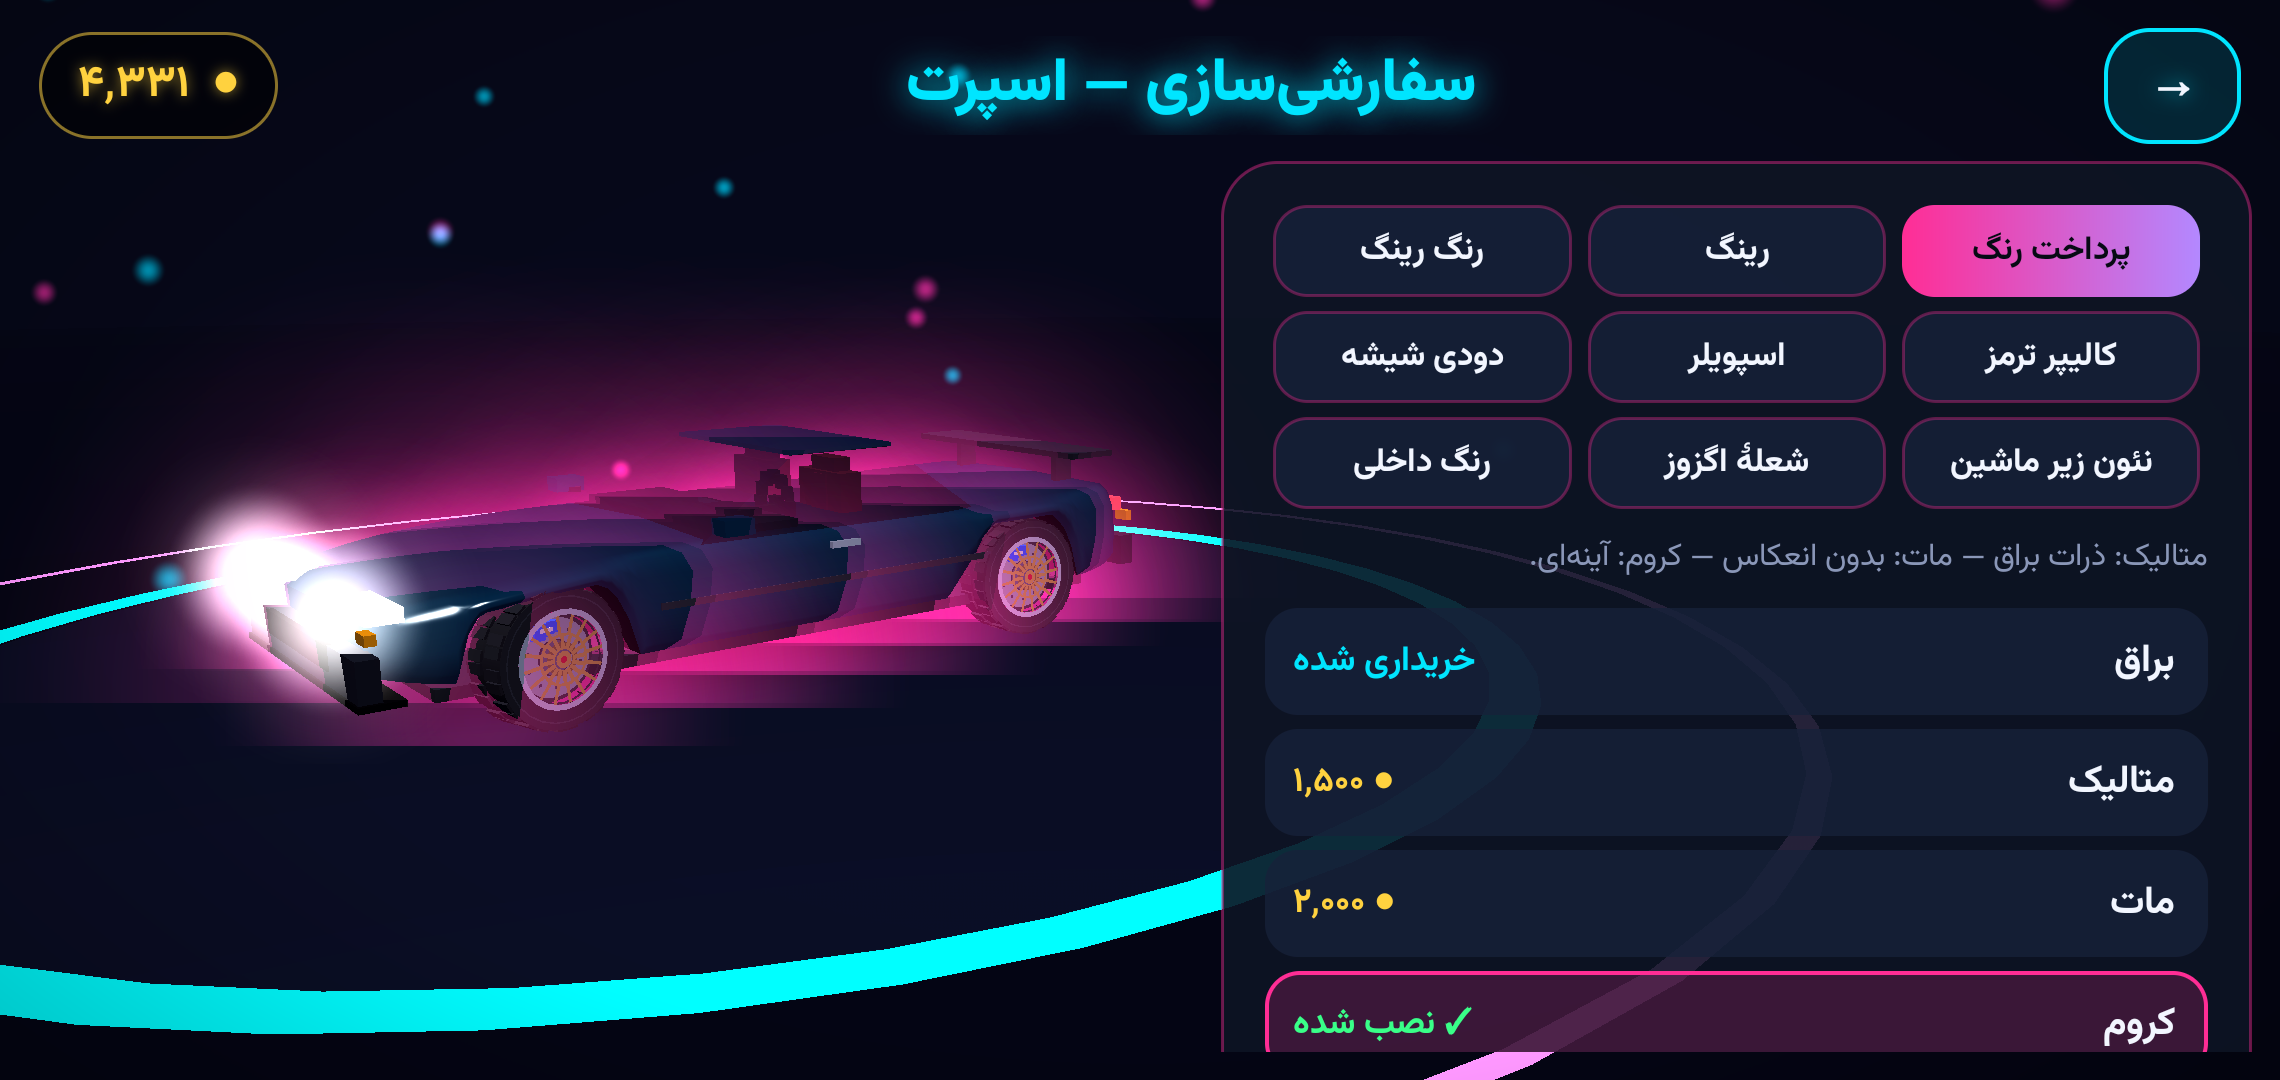 →
سفارشی‌سازی — اسپرت
۴,۳۳۱
پرداخت رنگ
رینگ
رنگ رینگ
کالیپر ترمز
اسپویلر
دودی شیشه
نئون زیر ماشین
شعلهٔ اگزوز
رنگ داخلی
متالیک: ذرات براق — مات: بدون انعکاس — کروم: آینه‌ای.
براق
خریداری شده
متالیک
● ۱,۵۰۰
مات
● ۲,۰۰۰
کروم
✓ نصب شده